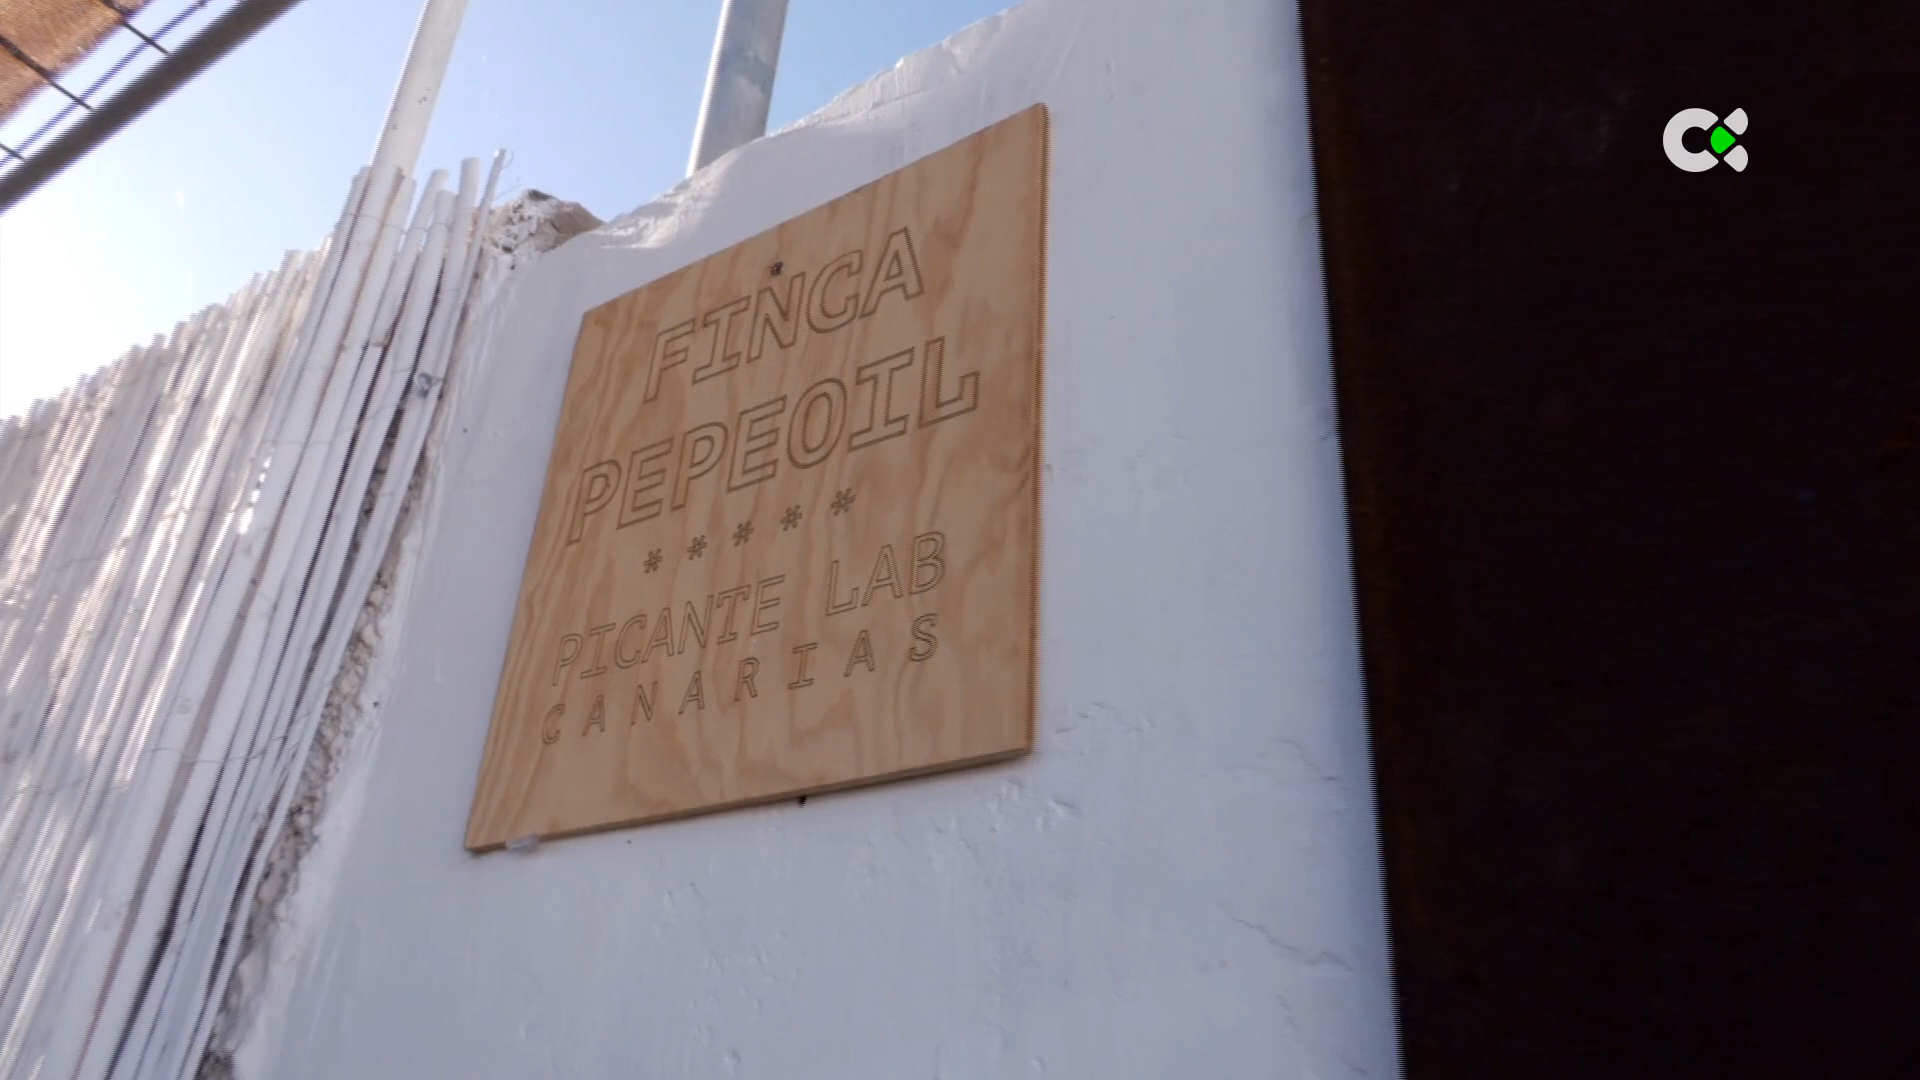 FINCA
PEPEOIL
* * * * *
PICANTE LAB
CANARIAS